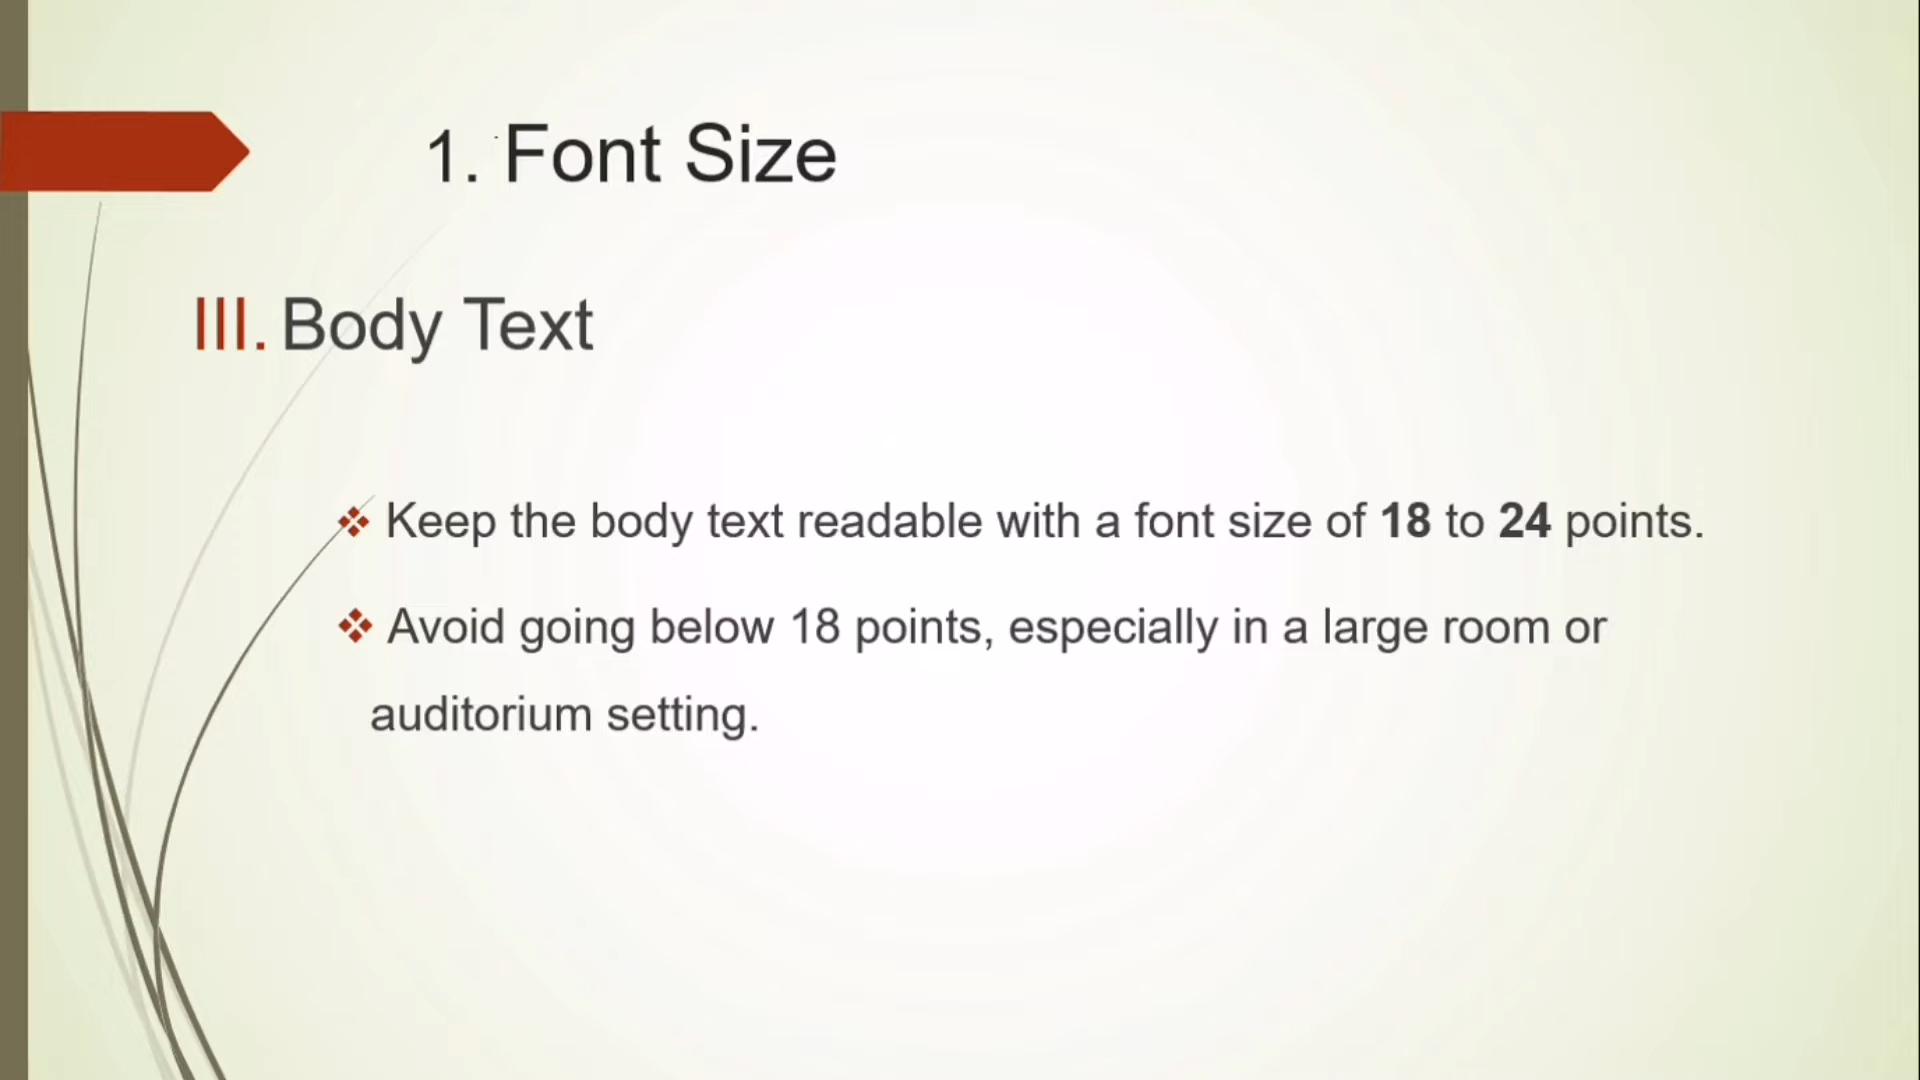 1. Font Size
III. Body Text
❖ Keep the body text readable with a font size of 18 to 24 points.
❖ Avoid going below 18 points, especially in a large room or
auditorium setting.